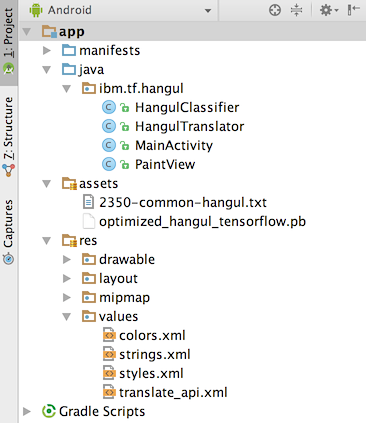 Android
1: Project
Z: Structure
Captures
app
manifests
java
ibm.tf.hangul
C HangulClassifier
C HangulTranslator
C MainActivity
C PaintView
assets
2350-common-hangul.txt
optimized_hangul_tensorflow.pb
res
drawable
layout
mipmap
values
colors.xml
strings.xml
styles.xml
translate_api.xml
Gradle Scripts